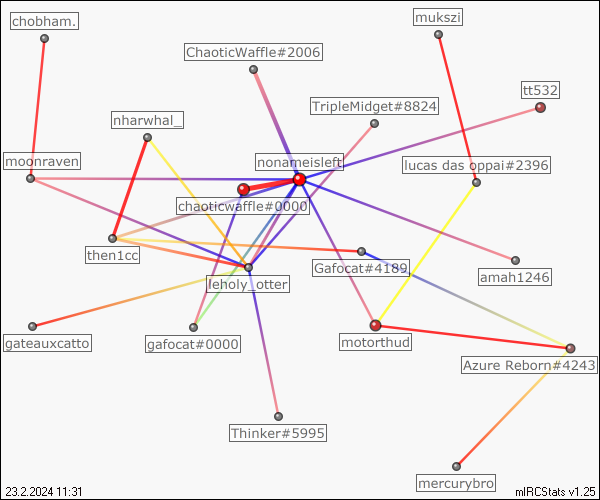 chobham.
mukszi
ChaoticWaffle#2006
tt532
TripleMidget#8824
nharwhal_
moonraven
nonameisleft
lucas das oppai#2396
chaoticwaffle#0000
then1cc
Gafocat#4189
amah1246
leholy_otter
gateauxcatto
gafocat#0000
motorthud
Azure Reborn#4243
Thinker#5995
mercurybro
23.2.2024 11:31
mIRCStats v1.25